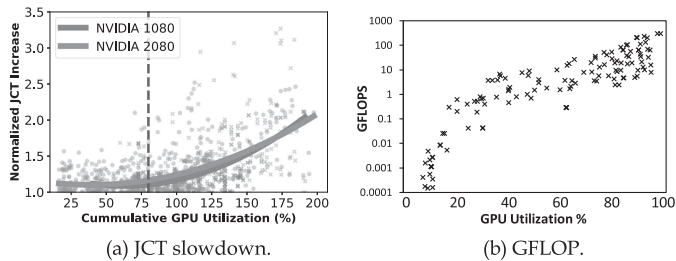 Normalized JCT Increase
3.5
3.0
2.5
2.0
1.5
1.0
NVIDIA 1080
NVIDIA 2080
25 50 75 100 125 150 175 200
Cummulative GPU Utilization (%)
(a) JCT slowdown.
GFLOPS
1000
100
10
1
0.1
0.01
0.001
0.0001
0 20 40 60 80 100
GPU Utilization %
(b) GFLOP.